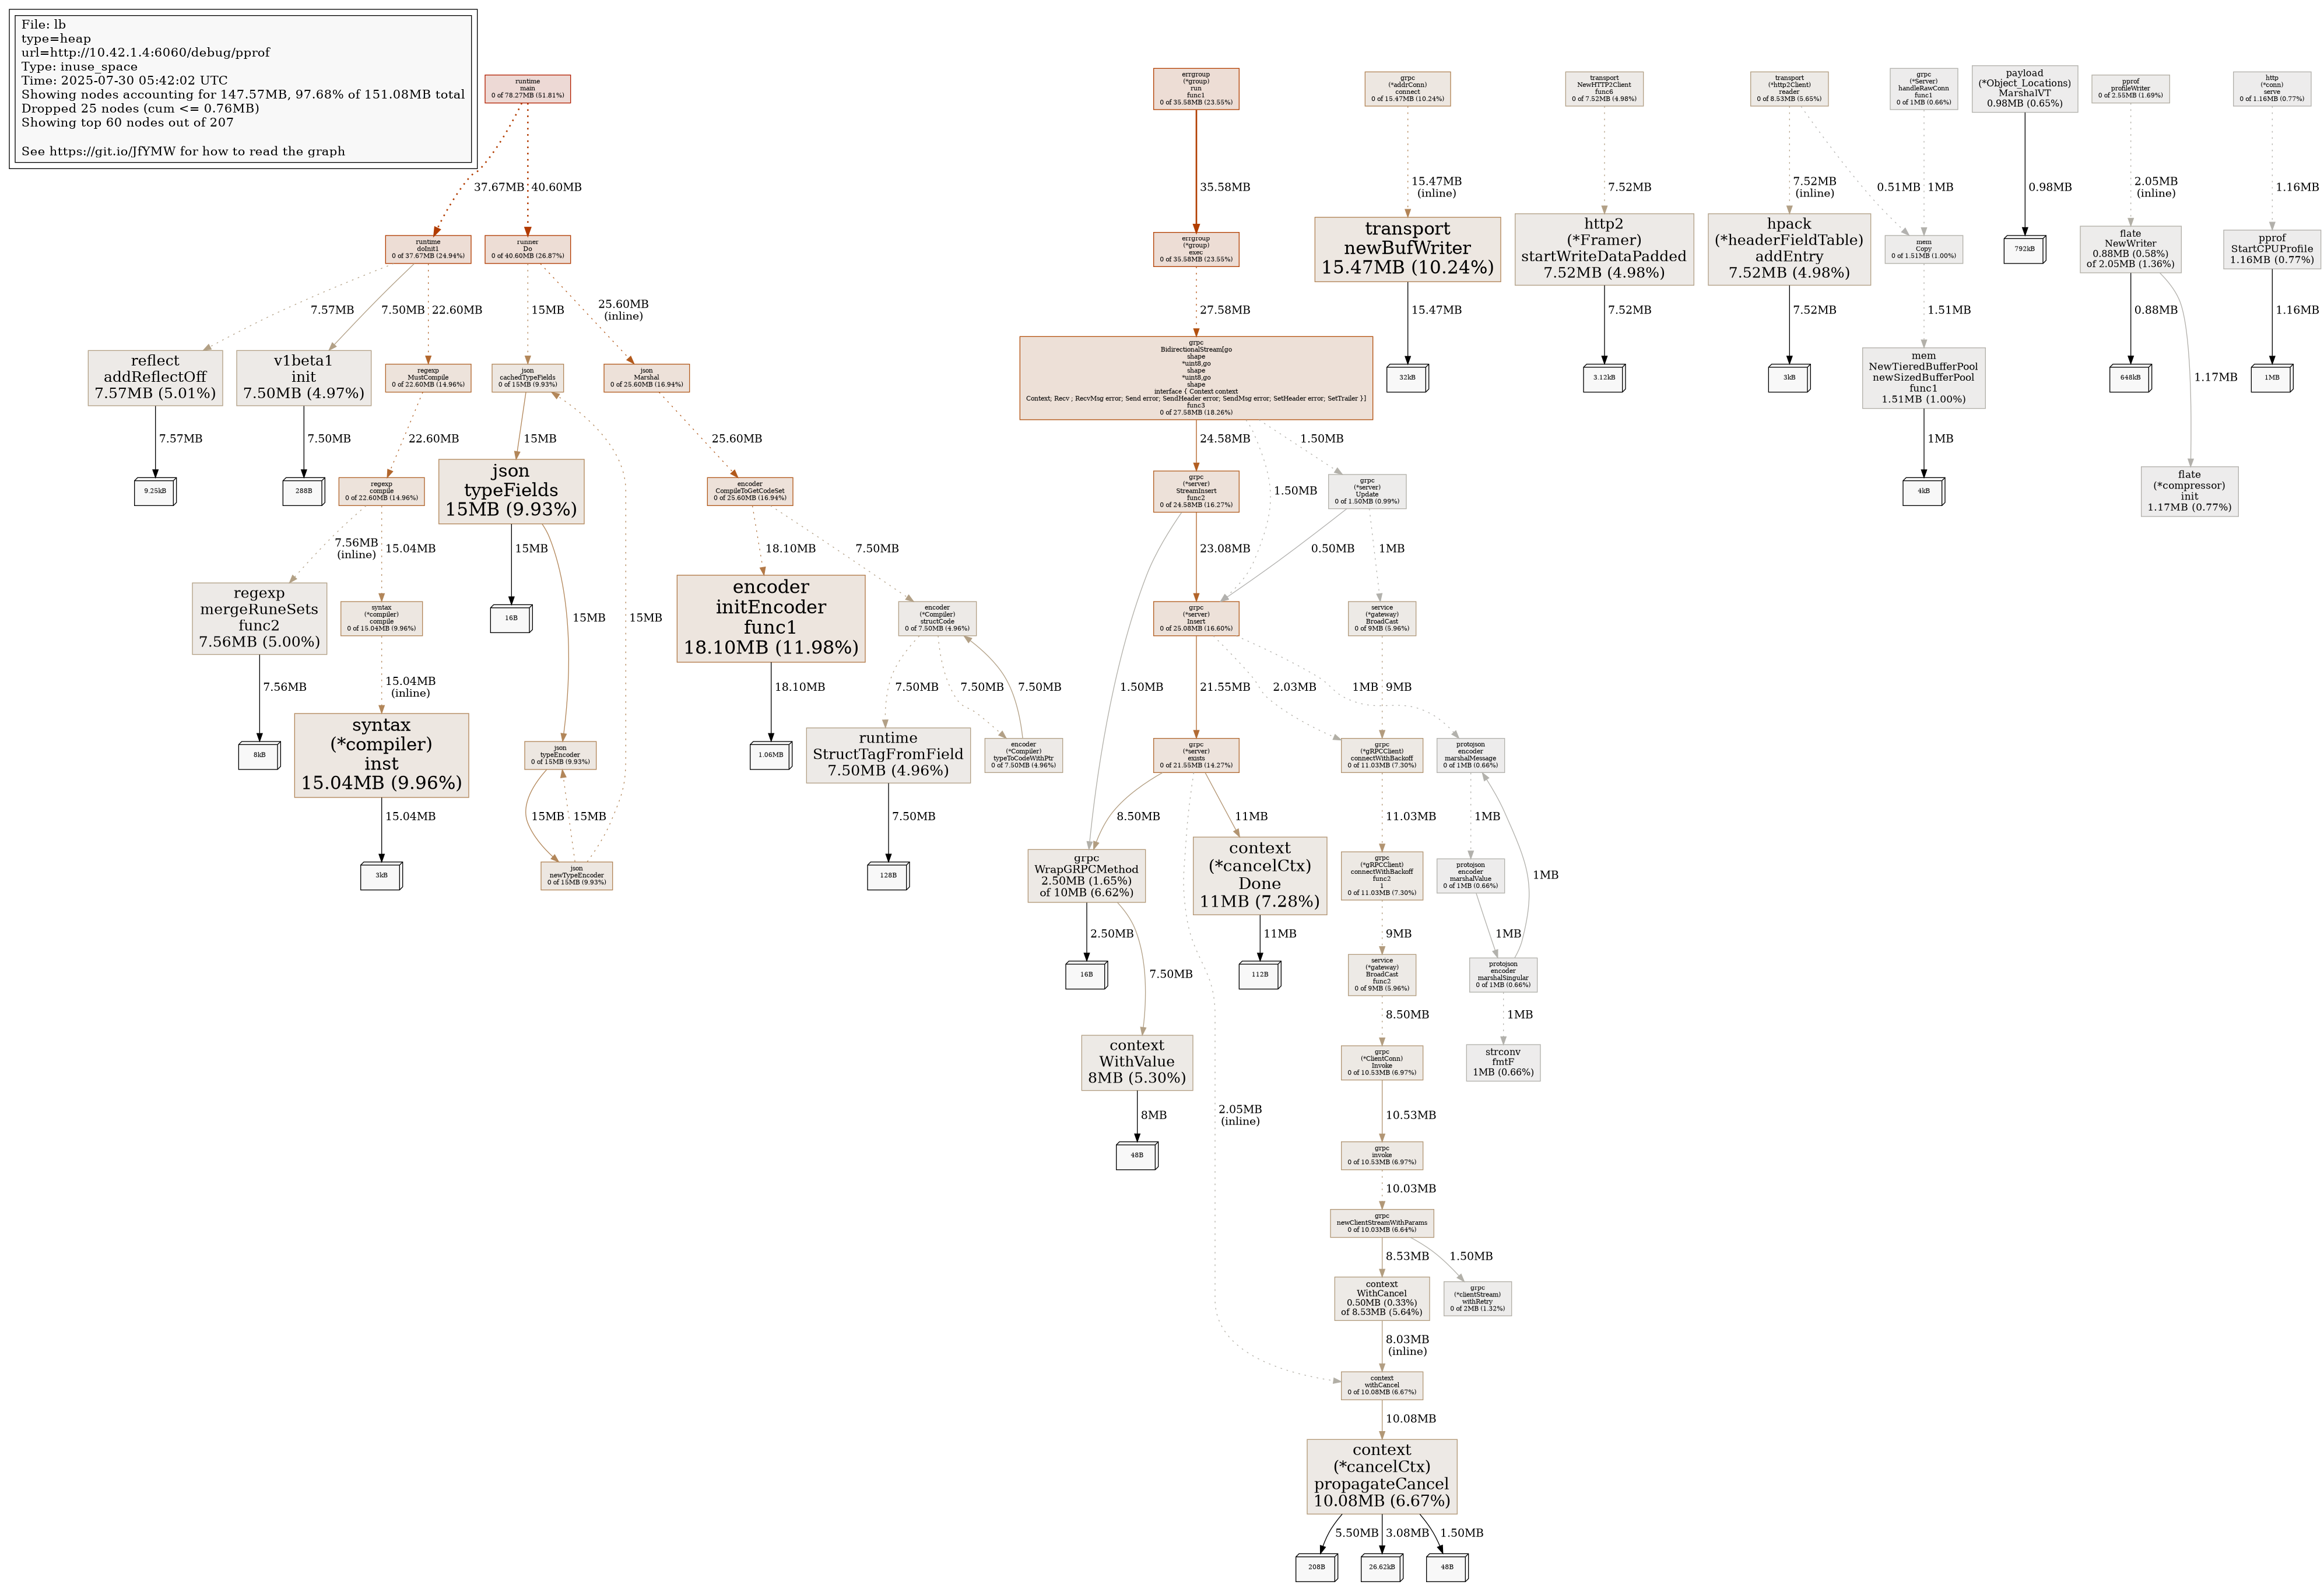 File: lb
type=heap
url=http://10.42.1.4:6060/debug/pprof
Type: inuse_space
Time: 2025-07-30 05:42:02 UTC
Showing nodes accounting for 147.57MB, 97.68% of 151.08MB total
Dropped 25 nodes (cum <= 0.76MB)
Showing top 60 nodes out of 207
See https://git.io/JfYMW for how to read the graph
runtime
main
0 of 78.27MB (51.81%)
errgroup
(*group)
run
func1
0 of 35.58MB (23.55%)
grpc
(*addrConn)
connect
0 of 15.47MB (10.24%)
transport
NewHTTP2Client
func6
0 of 7.52MB (4.98%)
transport
(*http2Client)
reader
0 of 8.53MB (5.65%)
grpc
(*Server)
handleRawConn
func1
0 of 1MB (0.66%)
payload
(*Object_Locations)
MarshalVT
0.98MB (0.65%)
pprof
profileWriter
0 of 2.55MB (1.69%)
http
(*conn)
serve
0 of 1.16MB (0.77%)
37.67MB
40.60MB
35.58MB
15.47MB
(inline)
7.52MB
7.52MB
(inline)
0.51MB
1MB
0.98MB
2.05MB
(inline)
1.16MB
runtime
doInit1
0 of 37.67MB (24.94%)
runner
Do
0 of 40.60MB (26.87%)
errgroup
(*group)
exec
0 of 35.58MB (23.55%)
transport
newBufWriter
15.47MB (10.24%)
http2
(*Framer)
startWriteDataPadded
7.52MB (4.98%)
hpack
(*headerFieldTable)
addEntry
7.52MB (4.98%)
mem
Copy
0 of 1.51MB (1.00%)
792kB
flate
NewWriter
0.88MB (0.58%)
of 2.05MB (1.36%)
pprof
StartCPUProfile
1.16MB (0.77%)
7.57MB
7.50MB
22.60MB
15MB
25.60MB
(inline)
27.58MB
15.47MB
7.52MB
7.52MB
1.51MB
0.88MB
1.17MB
1.16MB
reflect
addReflectOff
7.57MB (5.01%)
v1beta1
init
7.50MB (4.97%)
regexp
MustCompile
0 of 22.60MB (14.96%)
json
cachedTypeFields
0 of 15MB (9.93%)
json
Marshal
0 of 25.60MB (16.94%)
grpc
BidirectionalStream[go
shape
*uint8,go
shape
*uint8,go
shape
interface { Context context
Context; Recv ; RecvMsg error; Send error; SendHeader error; SendMsg error; SetHeader error; SetTrailer }]
func3
0 of 27.58MB (18.26%)
32kB
3.12kB
3kB
mem
NewTieredBufferPool
newSizedBufferPool
func1
1.51MB (1.00%)
648kB
1MB
7.57MB
7.50MB
22.60MB
15MB
25.60MB
24.58MB
1.50MB
1.50MB
1MB
9.25kB
288B
regexp
compile
0 of 22.60MB (14.96%)
json
typeFields
15MB (9.93%)
encoder
CompileToGetCodeSet
0 of 25.60MB (16.94%)
grpc
(*server)
StreamInsert
func2
0 of 24.58MB (16.27%)
grpc
(*server)
Update
0 of 1.50MB (0.99%)
4kB
flate
(*compressor)
init
1.17MB (0.77%)
7.56MB
(inline)
15.04MB
15MB
15MB
15MB
18.10MB
7.50MB
23.08MB
0.50MB
1MB
regexp
mergeRuneSets
func2
7.56MB (5.00%)
syntax
(*compiler)
compile
0 of 15.04MB (9.96%)
16B
encoder
initEncoder
func1
18.10MB (11.98%)
encoder
(*Compiler)
structCode
0 of 7.50MB (4.96%)
grpc
(*server)
Insert
0 of 25.08MB (16.60%)
service
(*gateway)
BroadCast
0 of 9MB (5.96%)
7.56MB
15.04MB
(inline)
18.10MB
7.50MB
7.50MB
7.50MB
1.50MB
21.55MB
2.03MB
1MB
9MB
8kB
syntax
(*compiler)
inst
15.04MB (9.96%)
json
typeEncoder
0 of 15MB (9.93%)
1.06MB
runtime
StructTagFromField
7.50MB (4.96%)
encoder
(*Compiler)
typeToCodeWithPtr
0 of 7.50MB (4.96%)
grpc
(*server)
exists
0 of 21.55MB (14.27%)
grpc
(*gRPCClient)
connectWithBackoff
0 of 11.03MB (7.30%)
protojson
encoder
marshalMessage
0 of 1MB (0.66%)
15.04MB
15MB
15MB
7.50MB
8.50MB
11MB
11.03MB
1MB
1MB
3kB
json
newTypeEncoder
0 of 15MB (9.93%)
128B
grpc
WrapGRPCMethod
2.50MB (1.65%)
of 10MB (6.62%)
context
(*cancelCtx)
Done
11MB (7.28%)
grpc
(*gRPCClient)
connectWithBackoff
func2
1
0 of 11.03MB (7.30%)
protojson
encoder
marshalValue
0 of 1MB (0.66%)
2.50MB
7.50MB
11MB
9MB
1MB
16B
112B
service
(*gateway)
BroadCast
func2
0 of 9MB (5.96%)
protojson
encoder
marshalSingular
0 of 1MB (0.66%)
8.50MB
1MB
context
WithValue
8MB (5.30%)
grpc
(*ClientConn)
Invoke
0 of 10.53MB (6.97%)
strconv
fmtF
1MB (0.66%)
8MB
2.05MB
(inline)
10.53MB
48B
grpc
invoke
0 of 10.53MB (6.97%)
10.03MB
grpc
newClientStreamWithParams
0 of 10.03MB (6.64%)
8.53MB
1.50MB
context
WithCancel
0.50MB (0.33%)
of 8.53MB (5.64%)
grpc
(*clientStream)
withRetry
0 of 2MB (1.32%)
8.03MB
(inline)
context
withCancel
0 of 10.08MB (6.67%)
10.08MB
context
(*cancelCtx)
propagateCancel
10.08MB (6.67%)
5.50MB
3.08MB
1.50MB
208B
26.62kB
48B